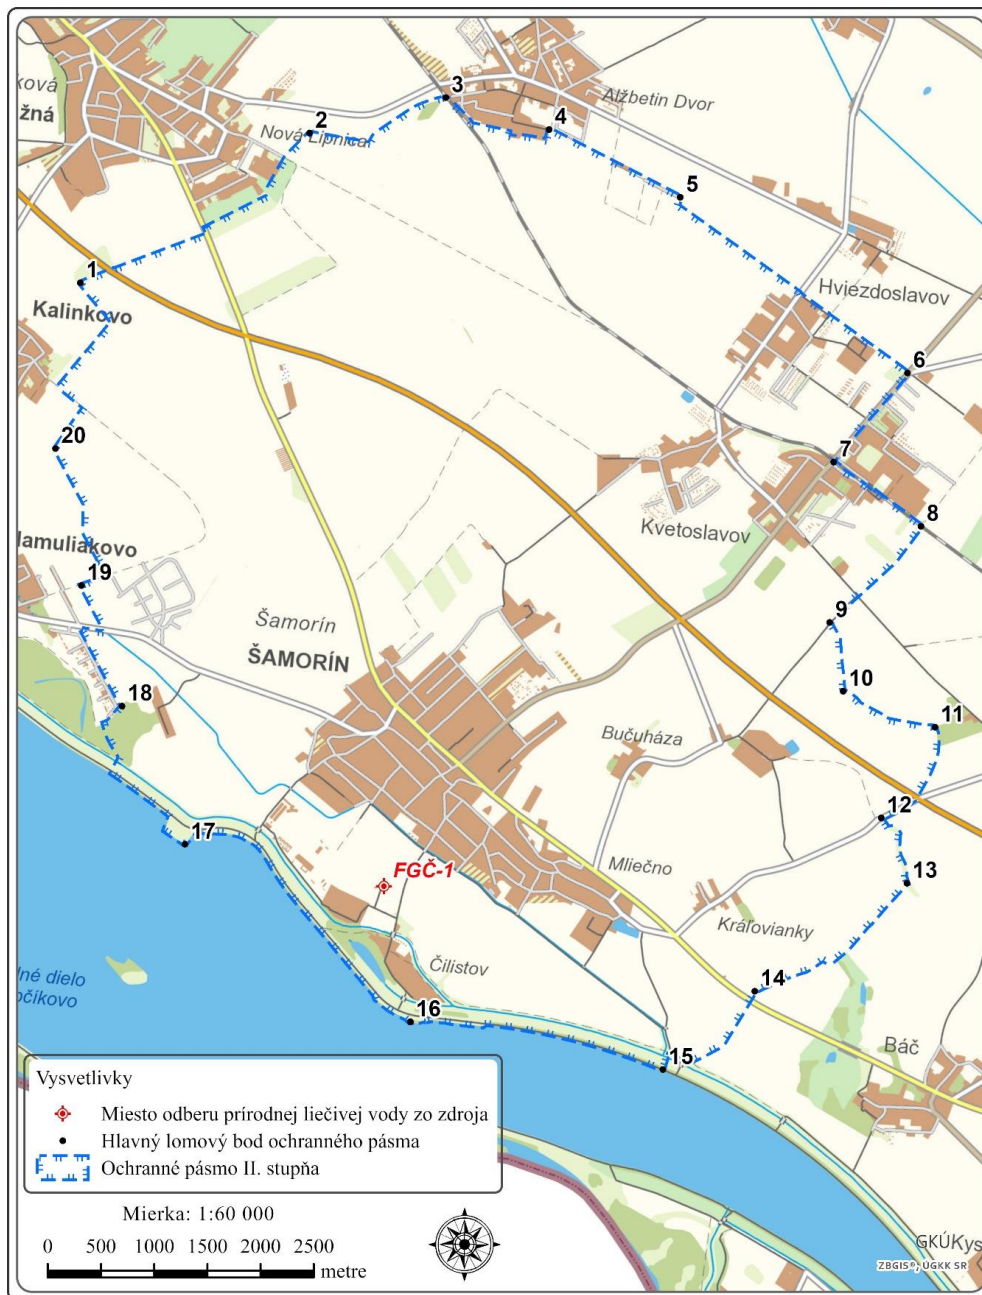 ková
žná
Nová Lipnica
Alžbetin Dvor
Kalinkovo
Hviezdoslavov
Kvetoslavov
Hamuliakovo
Šamorín
ŠAMORÍN
Bučuháza
Mliečno
FGČ-1
Kráľovianky
Čilistov
lné dielo
bčíkovo
Báč
1
2
3
4
5
6
7
8
9
10
11
12
13
14
15
16
17
18
19
20
Vysvetlivky
Miesto odberu prírodnej liečivej vody zo zdroja
Hlavný lomový bod ochranného pásma
Ochranné pásmo II. stupňa
Mierka: 1:60 000
0 500 1000 1500 2000 2500 metre
GKÚKys
ZBGIS®, ÚGKK SR